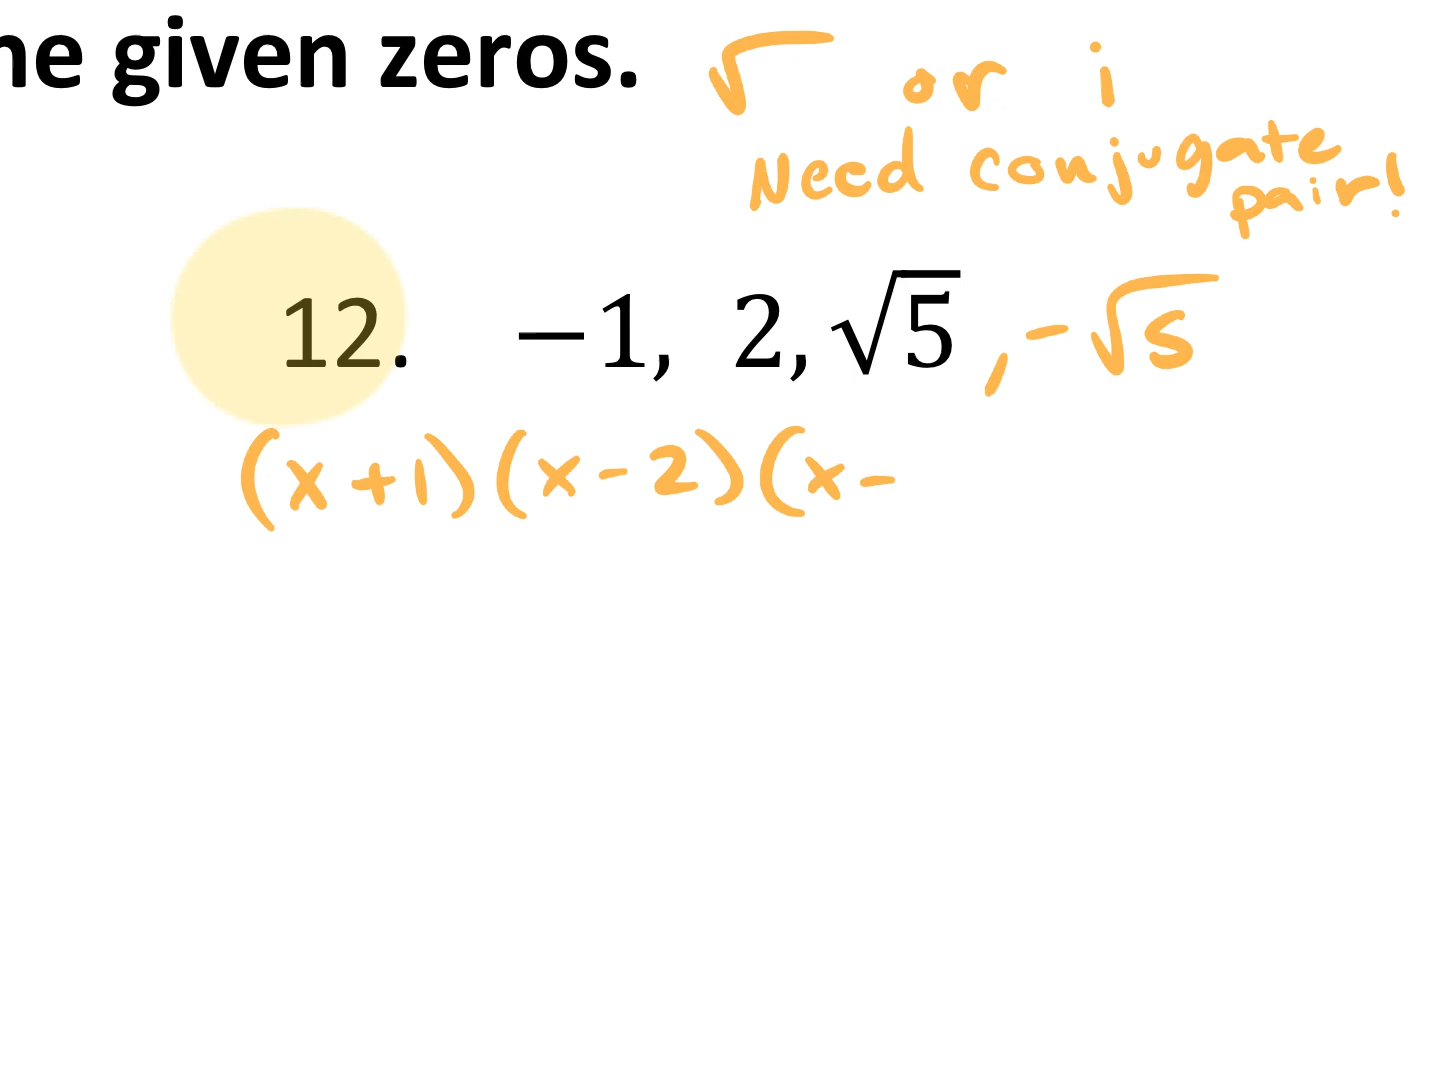 he given zeros.
√ or i
Need conjugate
pair!
12. −1, 2, √5, -√5
(x+1)(x-2)(x-